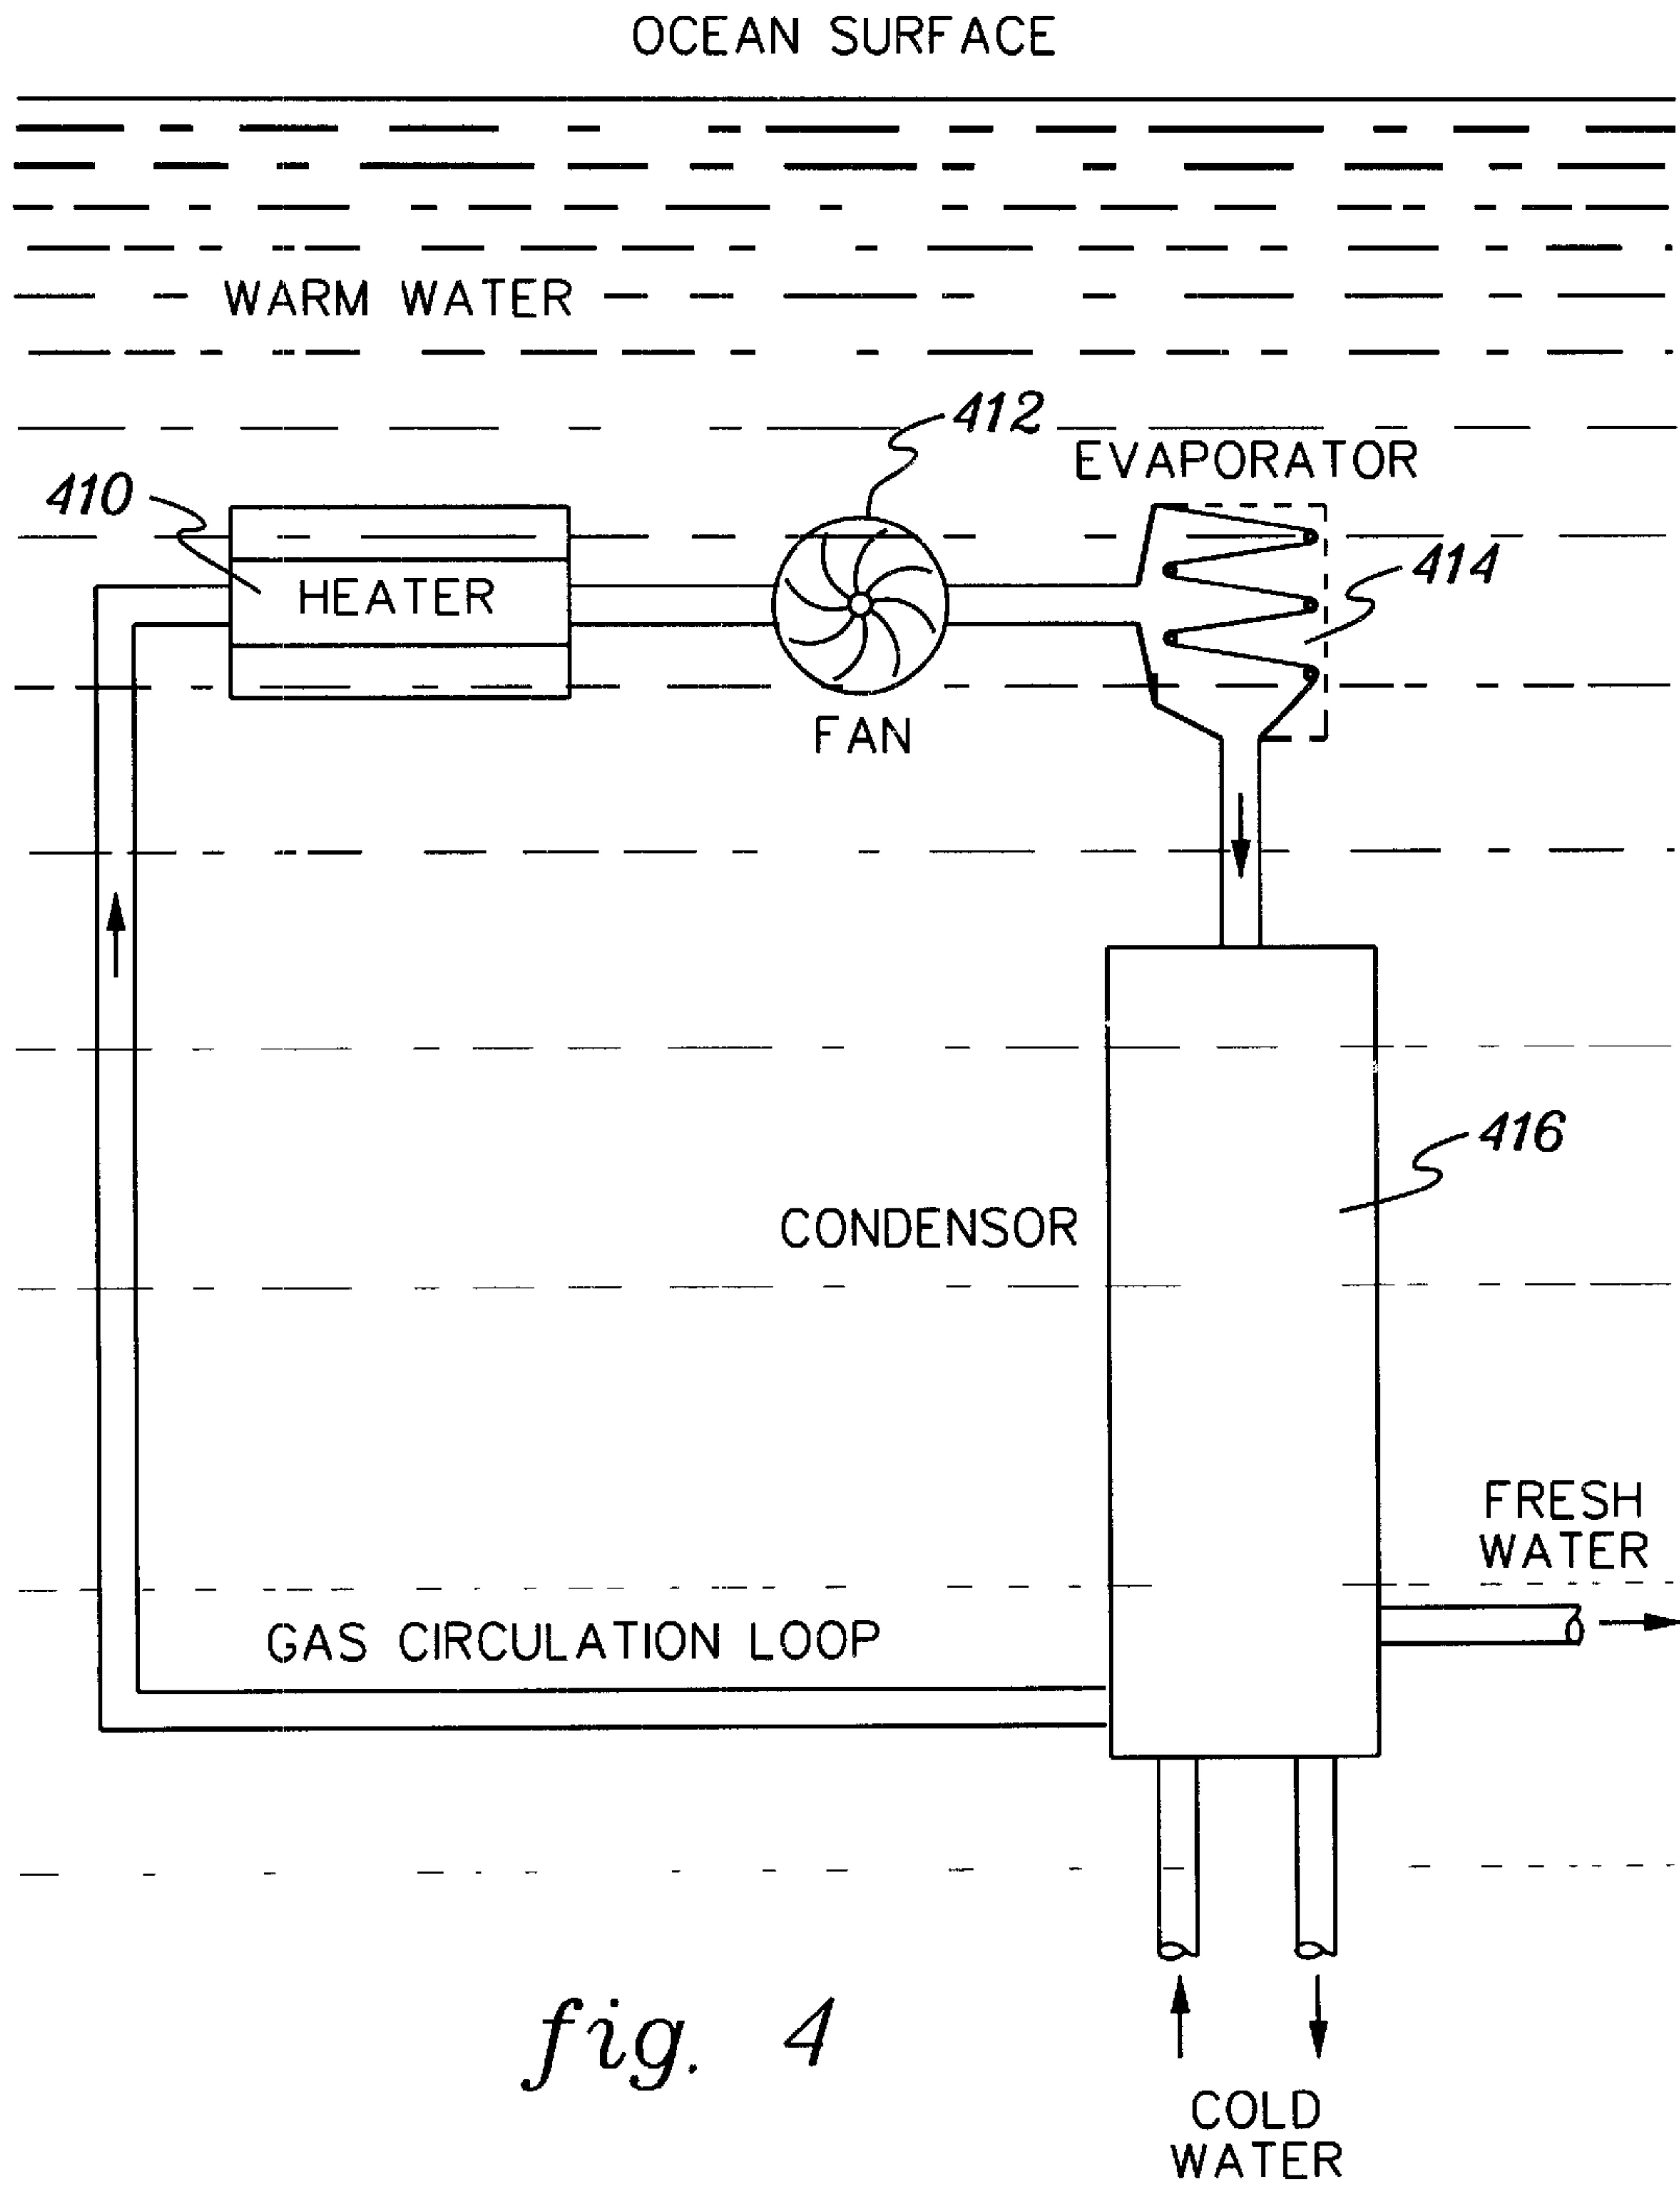 OCEAN SURFACE
WARM WATER
412
EVAPORATOR
410
414
HEATER
FAN
416
CONDENSOR
FRESH
WATER
GAS CIRCULATION LOOP
fig. 4
COLD
WATER